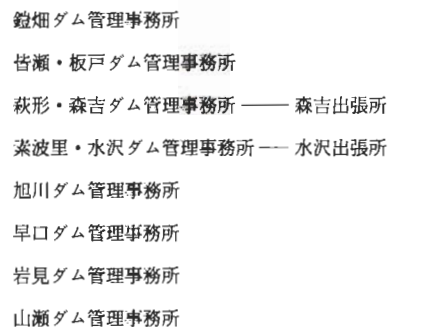 鎧畑ダム管理事務所
皆瀬・板戸ダム管理事務所
萩形・森吉ダム管理事務所 ―― 森吉出張所
素波里・水沢ダム管理事務所 ― 水沢出張所
旭川ダム管理事務所
早口ダム管理事務所
岩見ダム管理事務所
山瀬ダム管理事務所